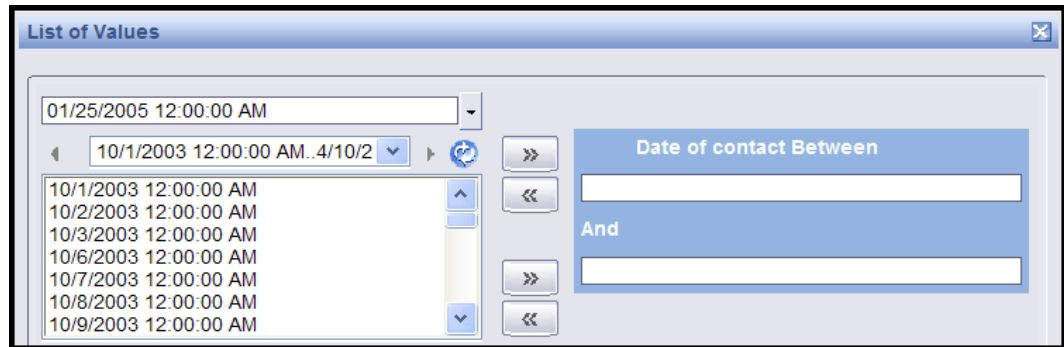 List of Values
01/25/2005 12:00:00 AM
10/1/2003 12:00:00 AM..4/10/2
10/1/2003 12:00:00 AM
10/2/2003 12:00:00 AM
10/3/2003 12:00:00 AM
10/6/2003 12:00:00 AM
10/7/2003 12:00:00 AM
10/8/2003 12:00:00 AM
10/9/2003 12:00:00 AM
Date of contact Between
And